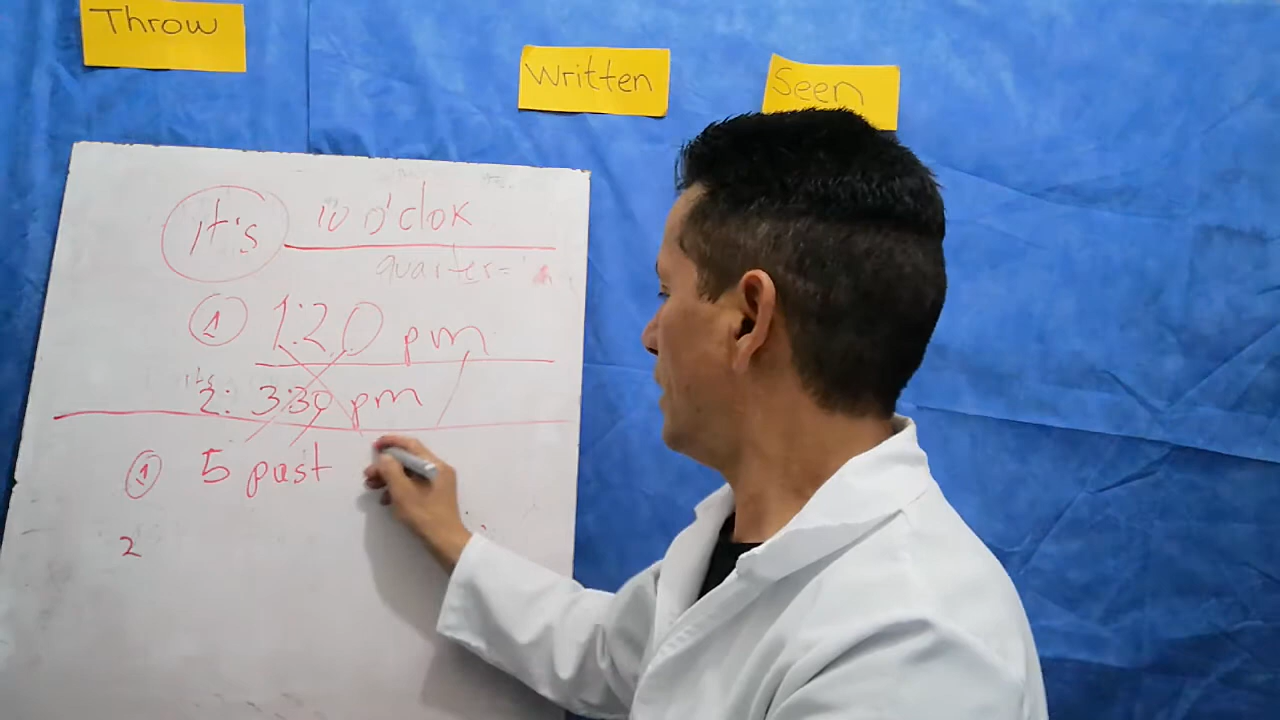 Throw
Written
Seen
it's 10 o'clok
quarter=
1 1:20 pm
its
2: 3:30 pm
1 5 past
2